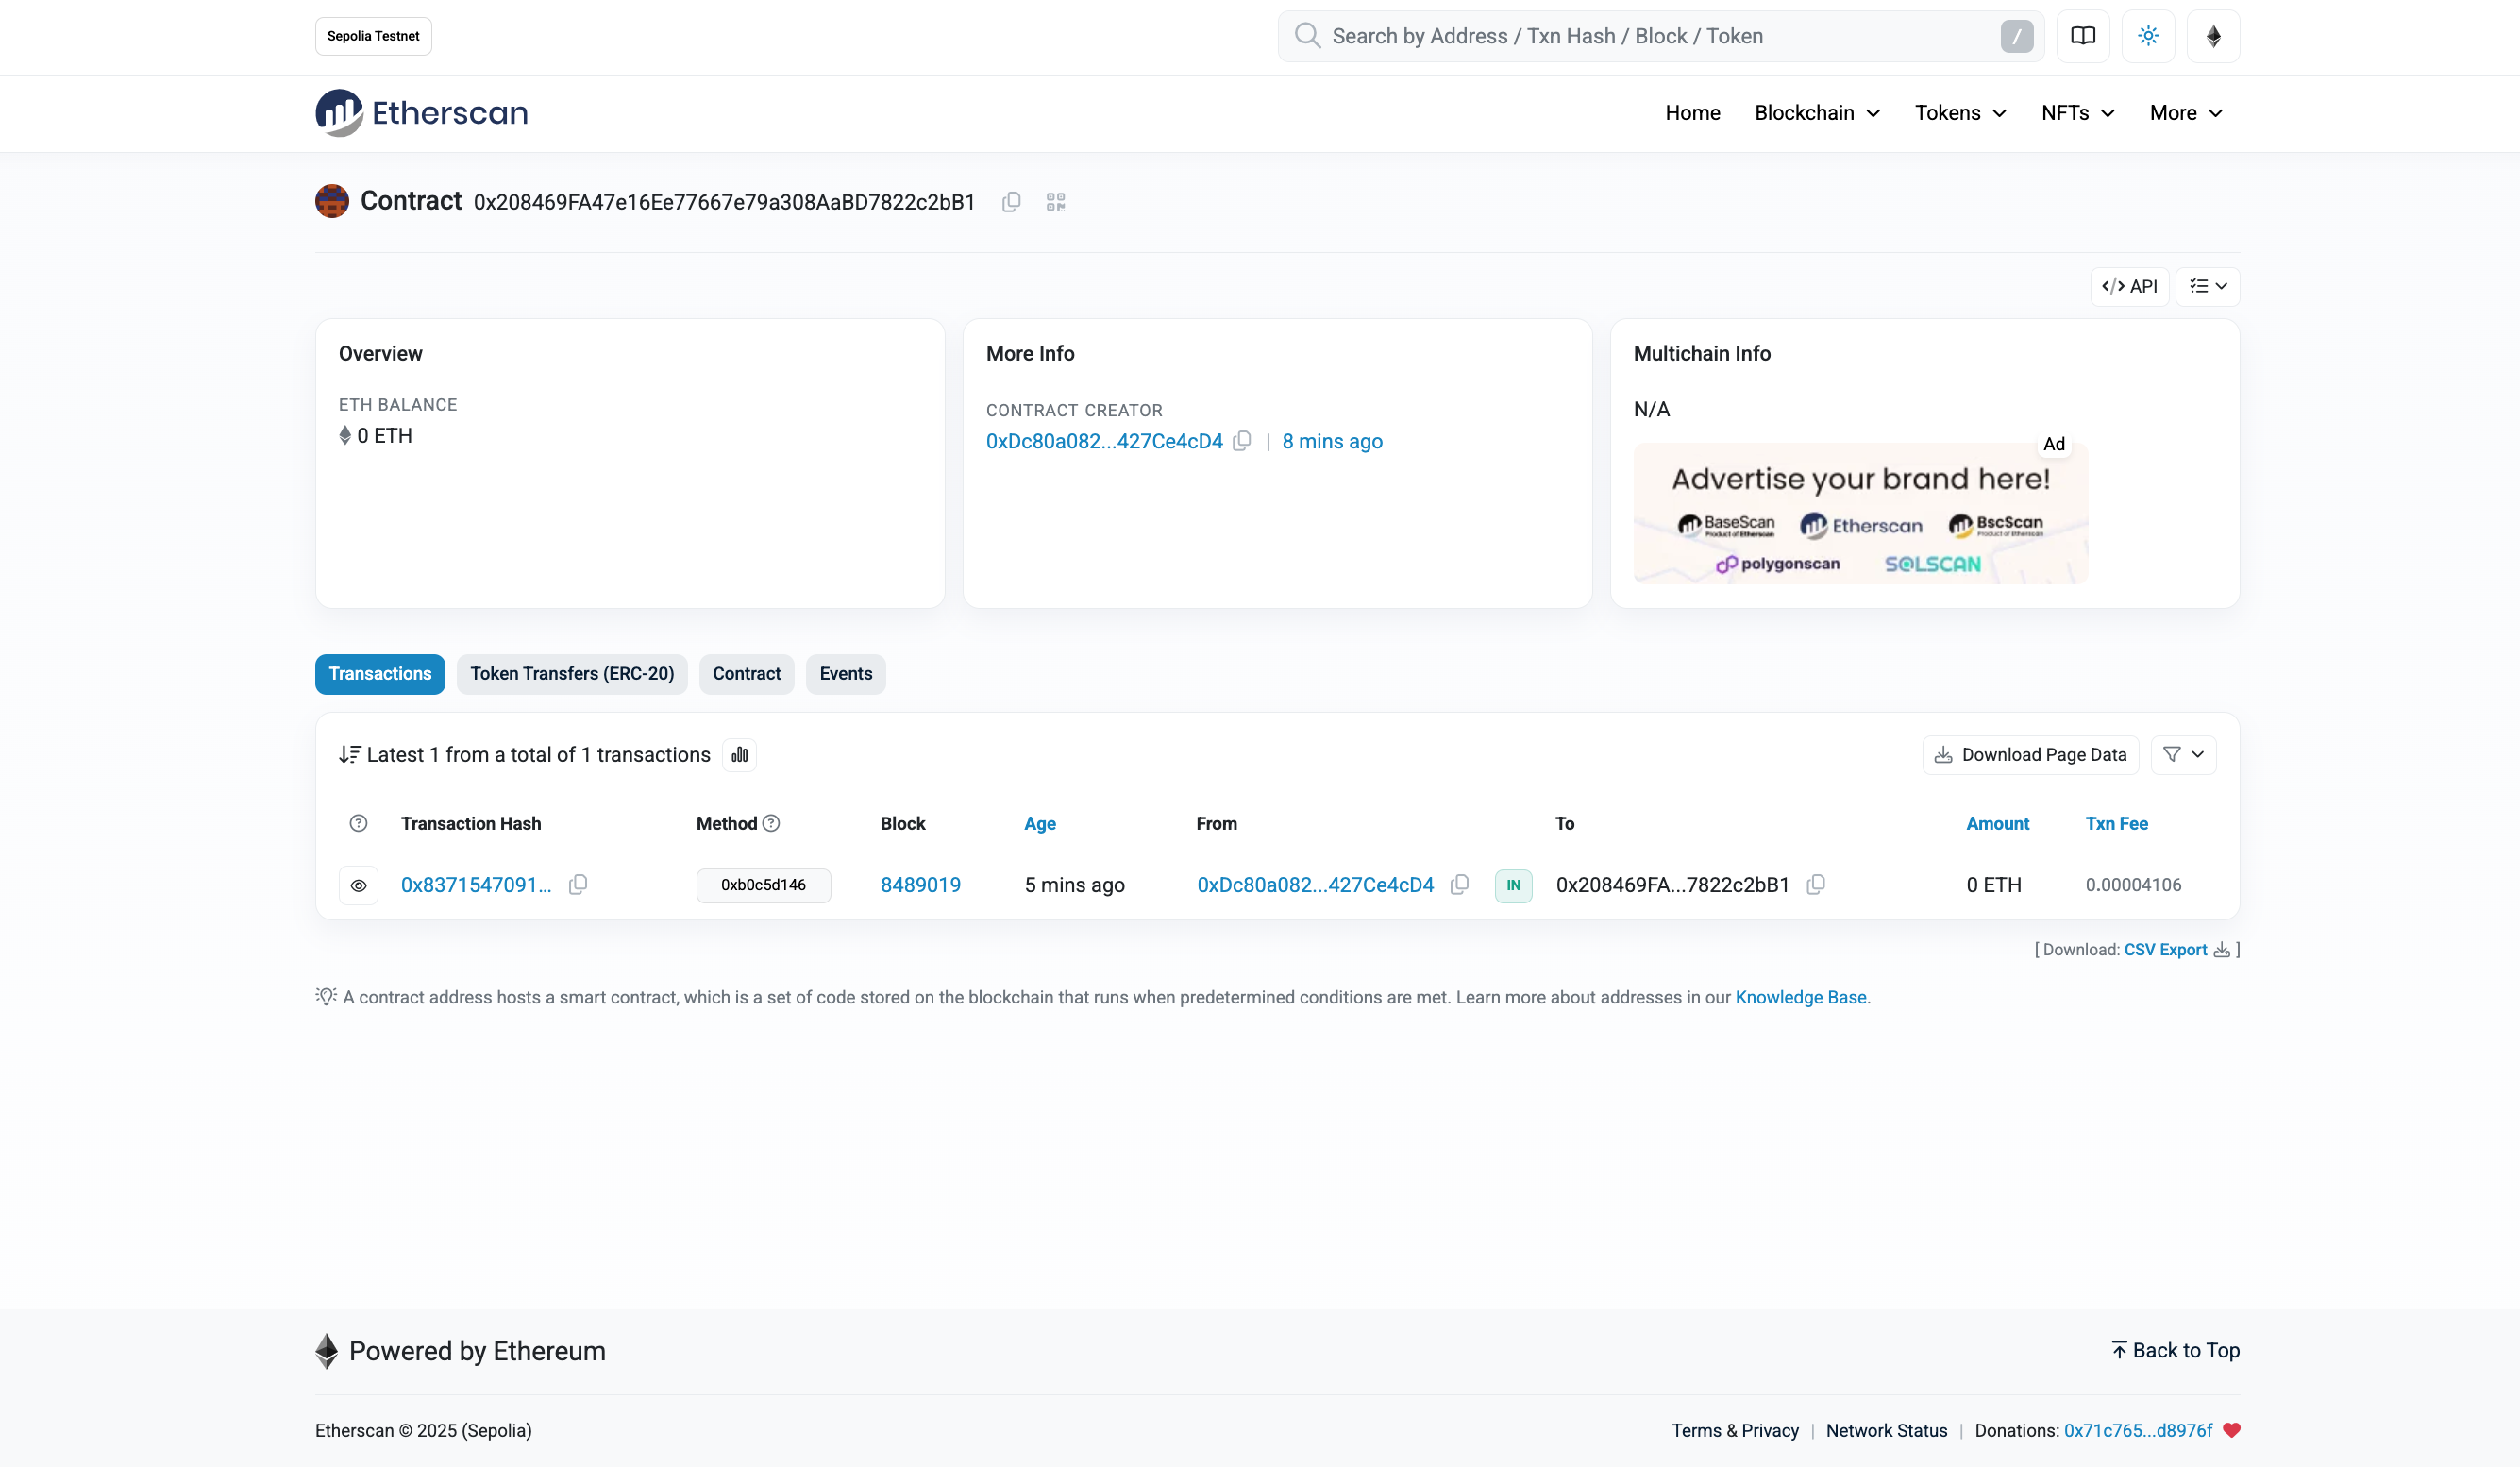 Sepolia Testnet
Search by Address / Txn Hash / Block / Token
/
Etherscan
Home
Blockchain
Tokens
NFTs
More
Contract 0x208469FA47e16Ee77667e79a308AaBD7822c2bB1
</> API
Overview
ETH BALANCE
0 ETH
More Info
CONTRACT CREATOR
0xDc80a082...427Ce4cD4 | 8 mins ago
Multichain Info
N/A
Ad
Advertise your brand here!
BaseScan
Product of Etherscan
Etherscan
BscScan
Product of Etherscan
polygonscan
SOLSCAN
Transactions
Token Transfers (ERC-20)
Contract
Events
Latest 1 from a total of 1 transactions
Download Page Data
Transaction Hash Method Block Age From To Amount Txn Fee
0x8371547091... 0xb0c5d146 8489019 5 mins ago 0xDc80a082...427Ce4cD4 IN 0x208469FA...7822c2bB1 0 ETH 0.00004106
[ Download: CSV Export ]
A contract address hosts a smart contract, which is a set of code stored on the blockchain that runs when predetermined conditions are met. Learn more about addresses in our Knowledge Base.
Powered by Ethereum
Back to Top
Etherscan © 2025 (Sepolia)
Terms & Privacy | Network Status | Donations: 0x71c765...d8976f